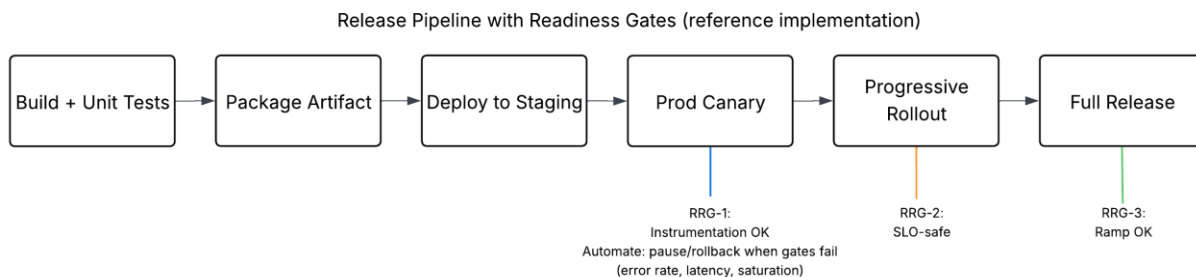 Release Pipeline with Readiness Gates (reference implementation)
Build + Unit Tests
Package Artifact
Deploy to Staging
Prod Canary
Progressive
Rollout
Full Release
RRG-1:
Instrumentation OK
Automate: pause/rollback when gates fail
(error rate, latency, saturation)
RRG-2:
SLO-safe
RRG-3:
Ramp OK